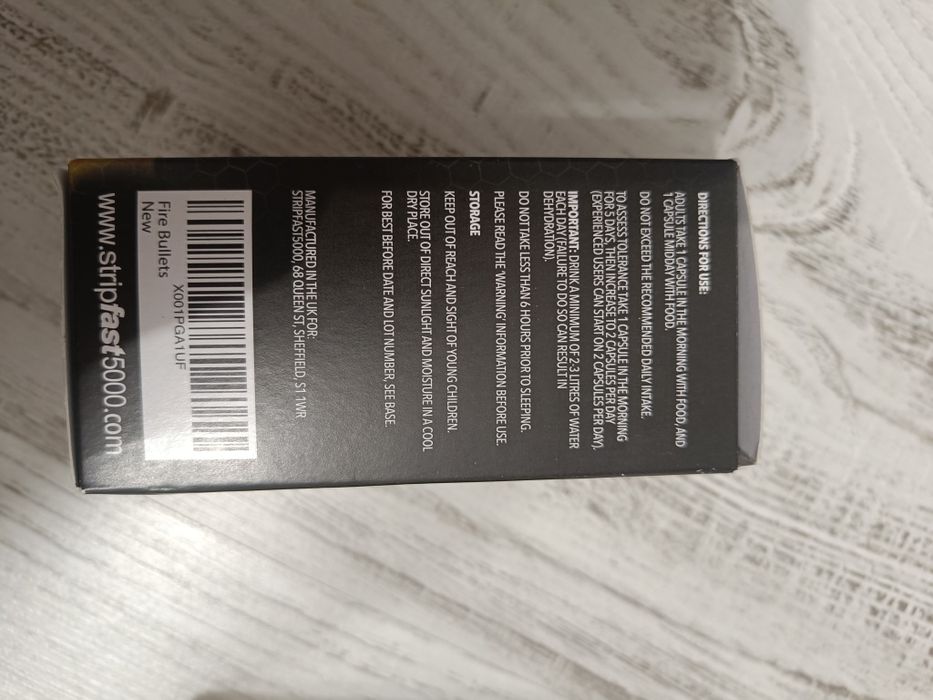 DIRECTIONS FOR USE:
ADULTS TAKE 1 CAPSULE IN THE MORNING WITH FOOD, AND
1 CAPSULE MIDDAY WITH FOOD.
DO NOT EXCEED THE RECOMMENDED DAILY INTAKE.
TO ASSESS TOLERANCE TAKE 1 CAPSULE IN THE MORNING
FOR 5 DAYS, THEN INCREASE TO 2 CAPSULES PER DAY
(EXPERIENCED USERS CAN START ON 2 CAPSULES PER DAY).
IMPORTANT: DRINK A MINIMUM OF 2-3 LITRES OF WATER
EACH DAY (FAILURE TO DO SO CAN RESULT IN
DEHYDRATION).
DO NOT TAKE LESS THAN 6 HOURS PRIOR TO SLEEPING.
PLEASE READ THE 'WARNING' INFORMATION BEFORE USE.
STORAGE
KEEP OUT OF REACH AND SIGHT OF YOUNG CHILDREN.
STORE OUT OF DIRECT SUNLIGHT AND MOISTURE IN A COOL
DRY PLACE.
FOR BEST BEFORE DATE AND LOT NUMBER, SEE BASE.
MANUFACTURED IN THE UK FOR:
STRIPFAST5000, 68 QUEEN ST, SHEFFIELD, S1 1WR
X001PGA1UF
Fire Bullets
New
www.stripfast5000.com